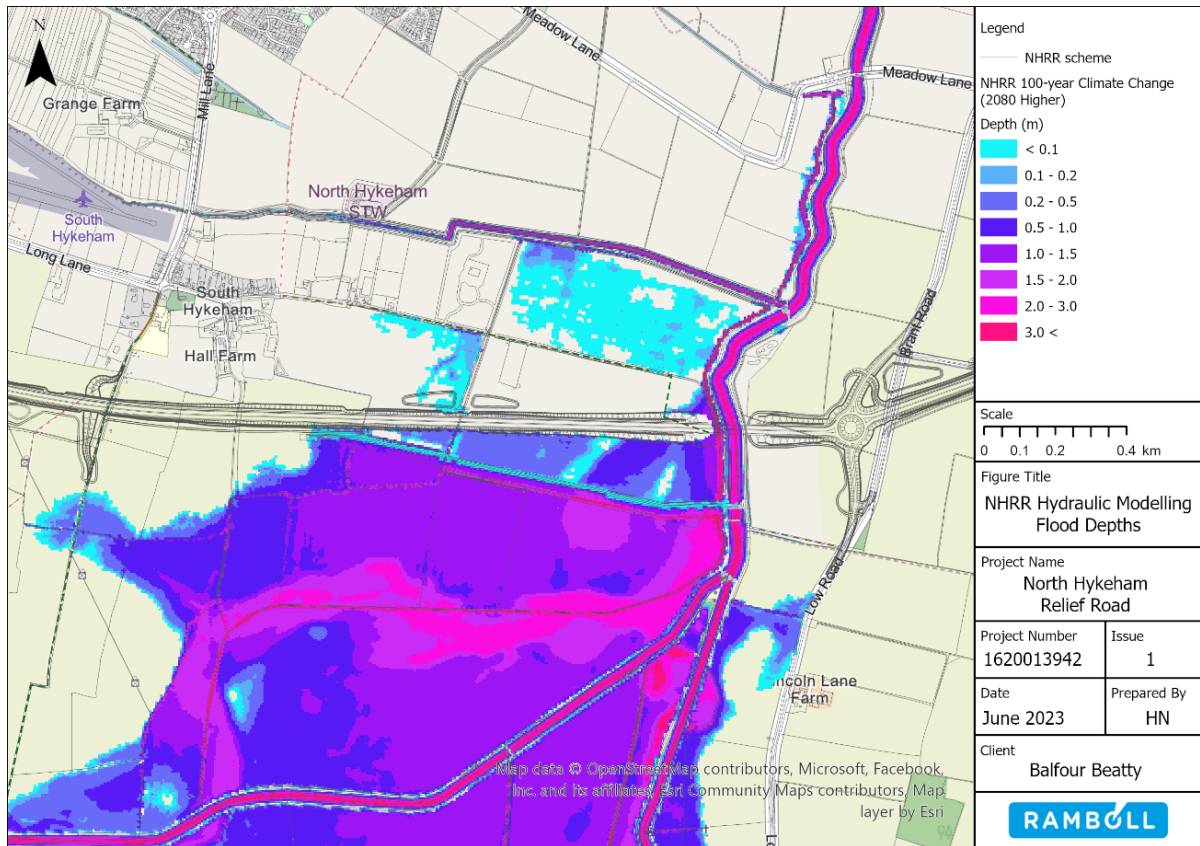 N
Meadow Lane
Meadow Lane
Grange Farm
Mill Lane
North Hykeham
STW
South
Hykeham
Long Lane
South
Hykeham
Hall Farm
Brant Road
Low Road
ncoln Lane
Farm
Map data © OpenStreetMap contributors, Microsoft, Facebook,
Inc. and its affiliates, Esri Community Maps contributors, Map
layer by Esri
Legend
NHRR scheme
NHRR 100-year Climate Change
(2080 Higher)
Depth (m)
< 0.1
0.1 - 0.2
0.2 - 0.5
0.5 - 1.0
1.0 - 1.5
1.5 - 2.0
2.0 - 3.0
3.0 <
Scale
0 0.1 0.2 0.4 km
Figure Title
NHRR Hydraulic Modelling
Flood Depths
Project Name
North Hykeham
Relief Road
Project Number
1620013942
Issue
1
Date
June 2023
Prepared By
HN
Client
Balfour Beatty
RAMBOLL